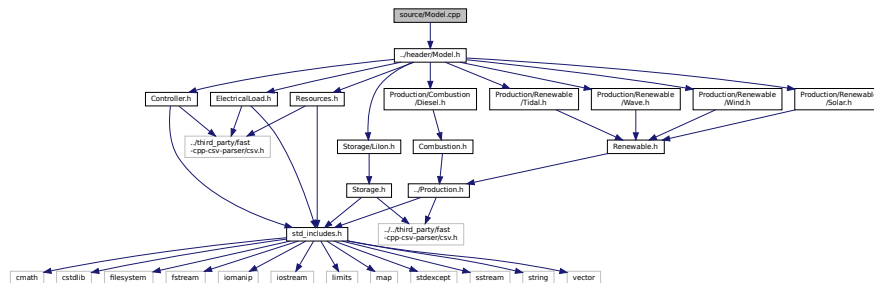 source/Model.cpp
../header/Model.h
Controller.h
ElectricalLoad.h
Resources.h
Production/Combustion
/Diesel.h
Production/Renewable
/Tidal.h
Production/Renewable
/Wave.h
Production/Renewable
/Wind.h
Production/Renewable
/Solar.h
../third_party/fast
-cpp-csv-parser/csv.h
Storage/LiIon.h
Combustion.h
Renewable.h
Storage.h
../Production.h
std_includes.h
../../third_party/fast
-cpp-csv-parser/csv.h
cmath
cstdlib
filesystem
fstream
iomanip
iostream
limits
map
stdexcept
sstream
string
vector